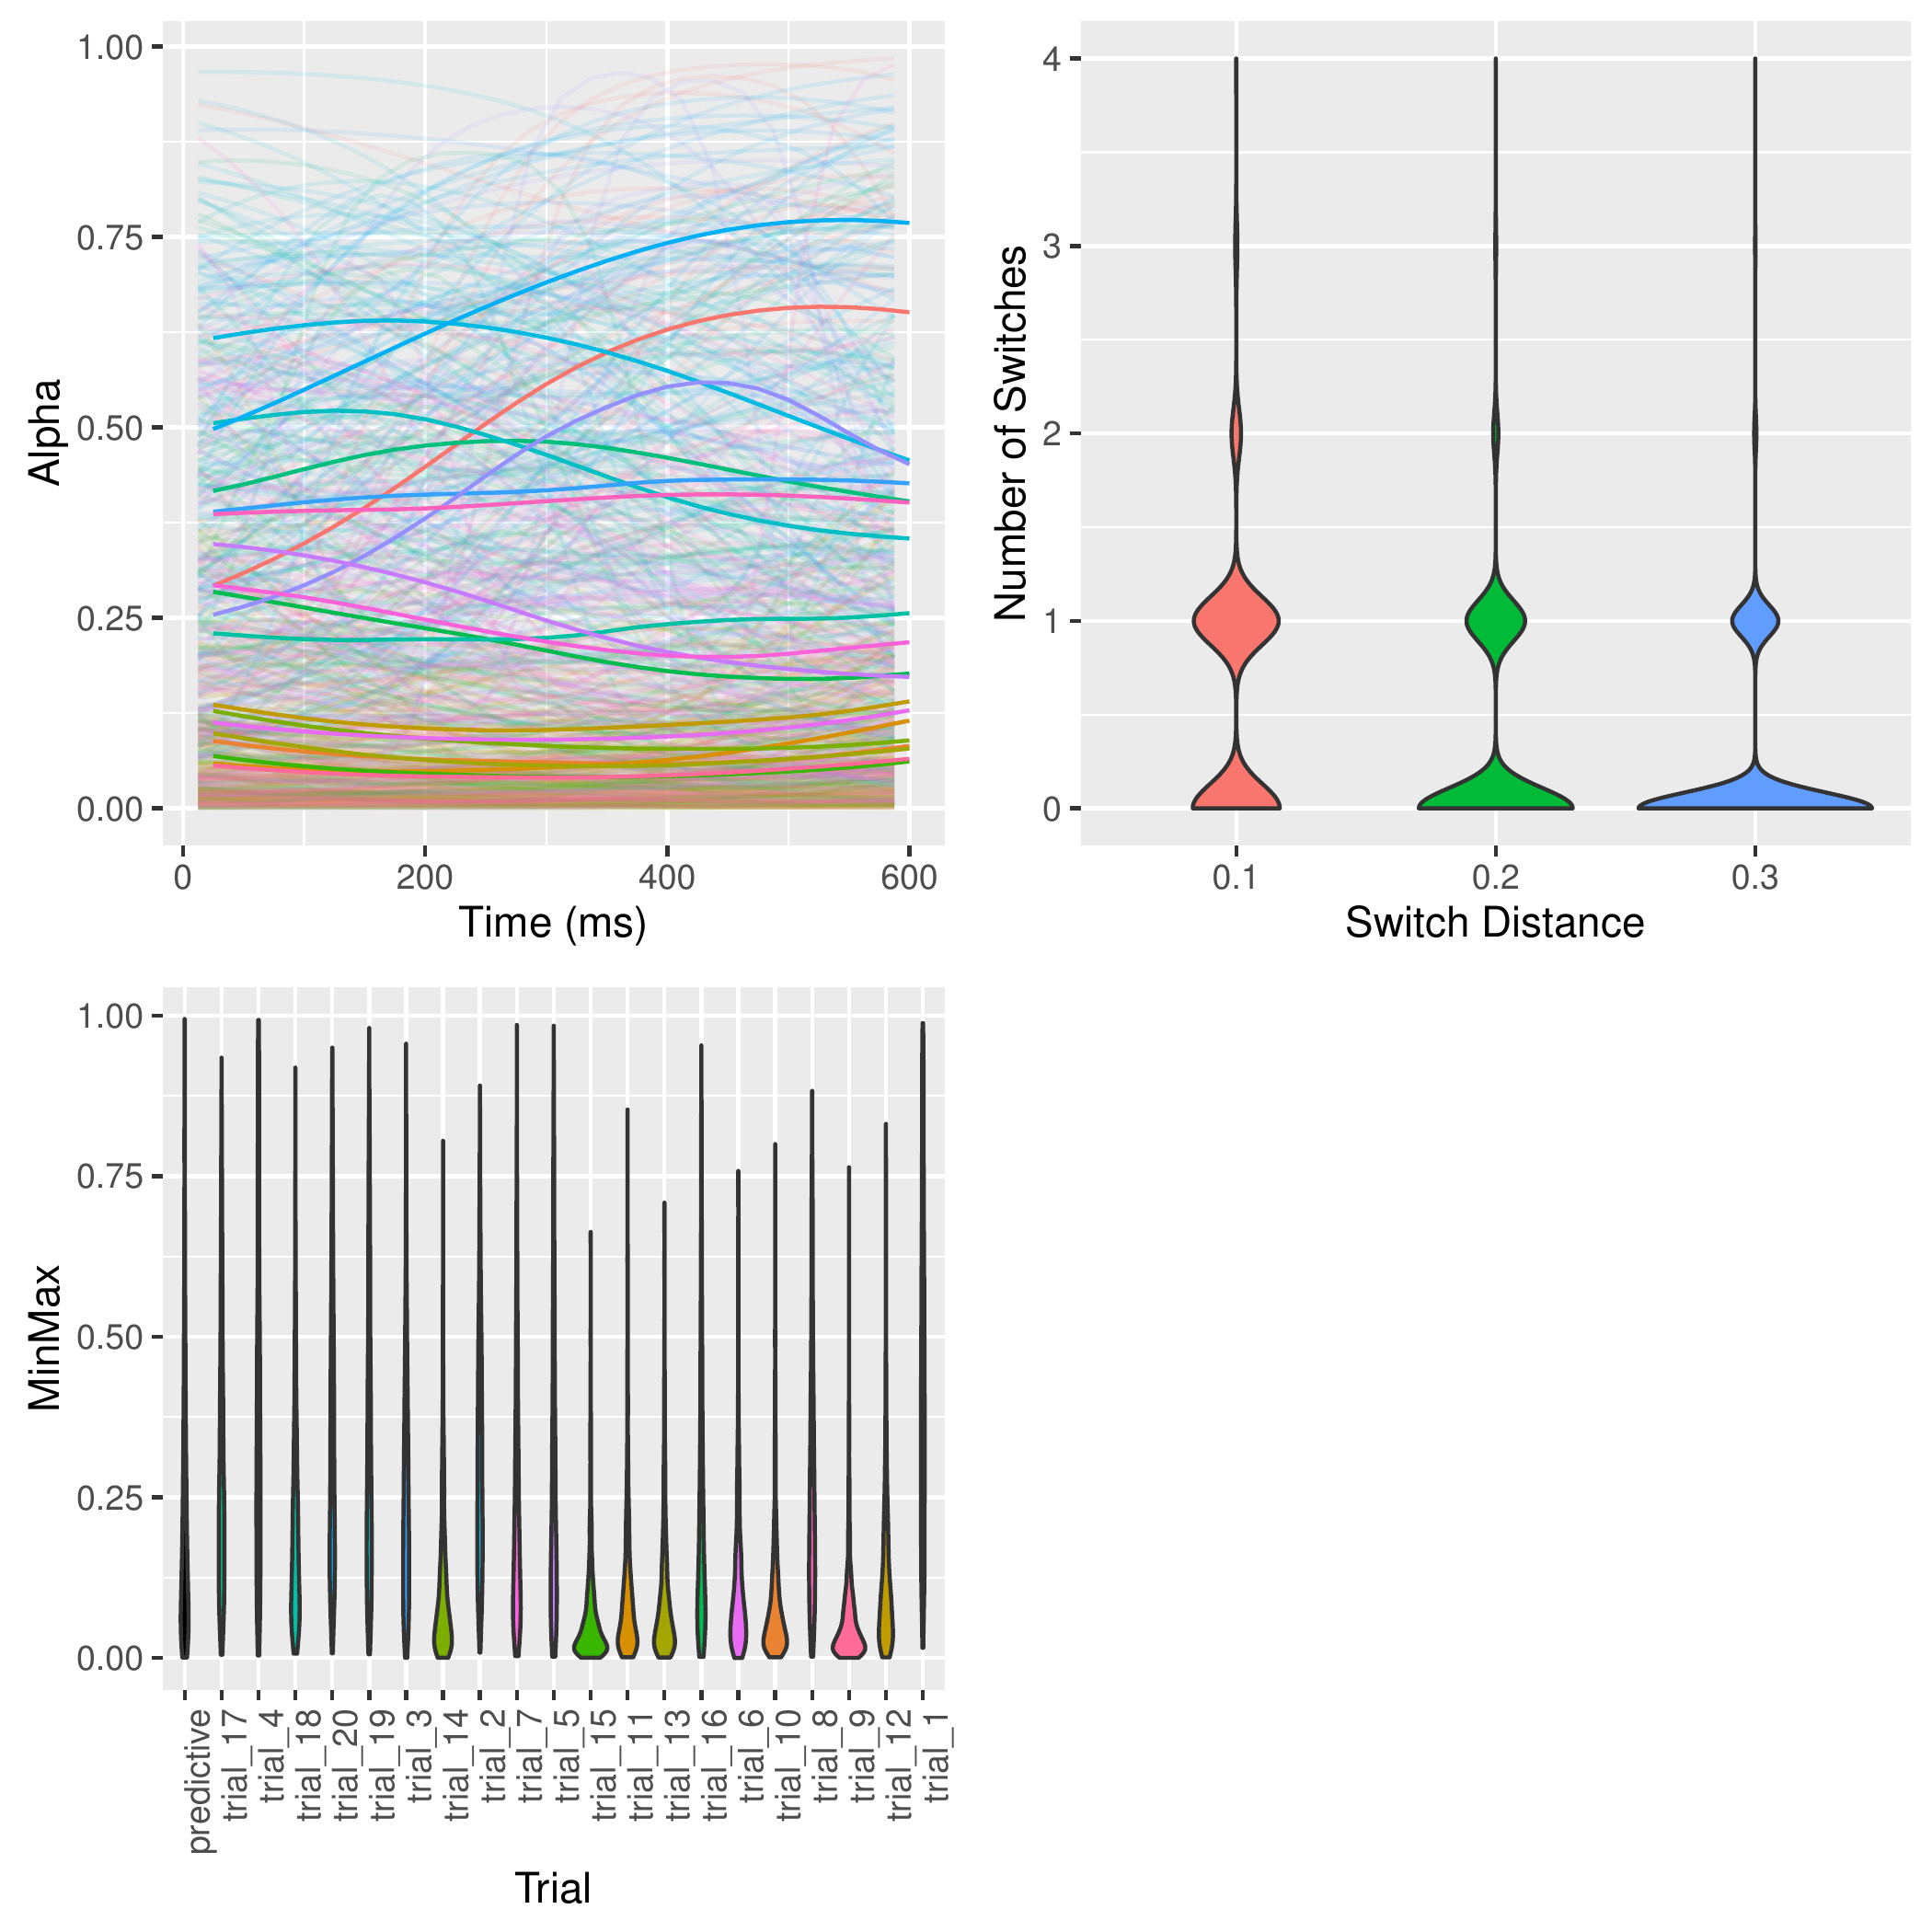 1.00
0.75
0.50
0.25
0.00
Alpha
0 200 400 600
Time (ms)
4
3
2
1
0
Number of Switches
0.1 0.2 0.3
Switch Distance
1.00
0.75
0.50
0.25
0.00
MinMax
predictive
trial_17
trial_4
trial_18
trial_20
trial_19
trial_3
trial_14
trial_2
trial_7
trial_5
trial_15
trial_11
trial_13
trial_16
trial_6
trial_10
trial_8
trial_9
trial_12
trial_1
Trial